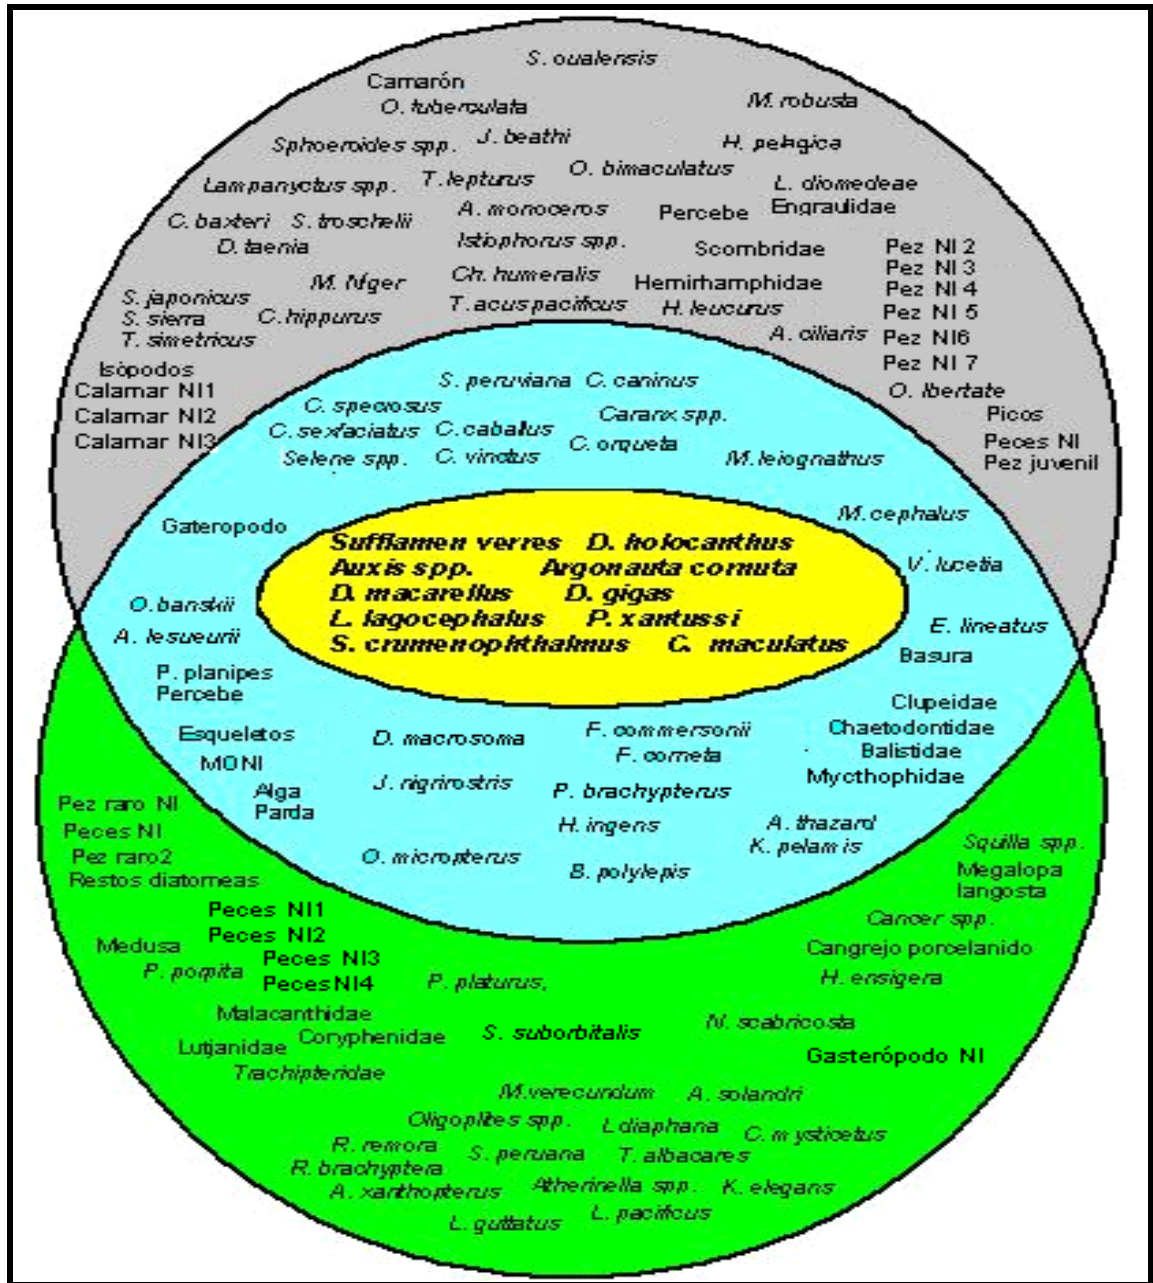 S. oualensis
Camarón
O. tuberculata
M. robusta
Sphoeroides spp. J. beathi
H. pelagica
Lampanyctus spp. T. lepturus O. bimaculatus
L. diomedeae
C. baxteri S. troschelii A. monoceros Percebe Engraulidae
D. taenia Istiophorus spp. Scombridae Pez NI 2
Pez NI 3
M. Niger Ch. humeralis Hemirhamphidae Pez NI 4
S. japonicus
S. sierra C. hippurus T. acus pacificus H. leucurus Pez NI 5
T. simetricus A. ciliaris Pez NI6
Isópodos Pez NI 7
Calamar NI1 O. lbertate
Calamar NI2 Picos
Calamar NI3 Peces NI
Pez juvenil
S. peruviana C. caninus
C. speciosus Caranx spp.
C. sexfaciatus C. caballus C. orqueta
Selene spp. C. vinctus M. leiognathus
Gateropodo M. cephalus
Sufflamen verres D. holocanthus
Auxis spp. Argonauta cornuta
D. macarellus D. gigas
L. lagocephalus P. xantussi
S. crumenophthalmus C. maculatus
V. lucetia
O. banskii
A. lesueurii E. lineatus
P. planipes Basura
Percebe
Clupeidae
Esqueletos D. macrosoma F. commersonii Chaetodontidae
MONI F. corneta Balistidae
Mycthophidae
Alga J. nigrirostris P. brachypterus
Parda
H. ingens A. thazard
K. pelamis
O. micropterus B. polylepis
Pez raro NI
Peces NI Squilla spp.
Pez raro2 Megalopa
Restos diatomeas langosta
Peces NI1 Cancer spp.
Peces NI2
Medusa Cangrejo porcelanido
P. porpita Peces NI3 H. ensigera
Peces NI4 P. platurus,
Malacanthidae
Coryphenidae S. suborbitalis N. scabricosta
Lutjanidae Gasterópodo NI
Trachipteridae
M. verecundum A. solandri
Oligoplites spp. I. diaphana C. mysticetus
R. remora S. peruana T. albacares
R. brachyptera
A. xanthopterus Atherinella spp. K. elegans
L. guttatus L. pacificus